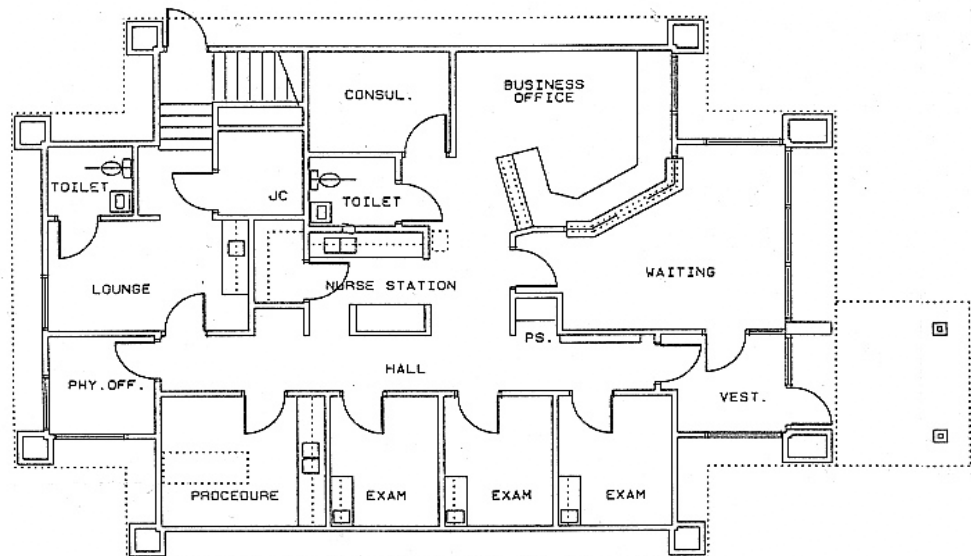 BUSINESS
OFFICE
CONSUL.
TOILET
JC
TOILET
WAITING
LOUNGE
NURSE STATION
PS.
HALL
PHY. OFF.
VEST.
PROCEDURE
EXAM
EXAM
EXAM